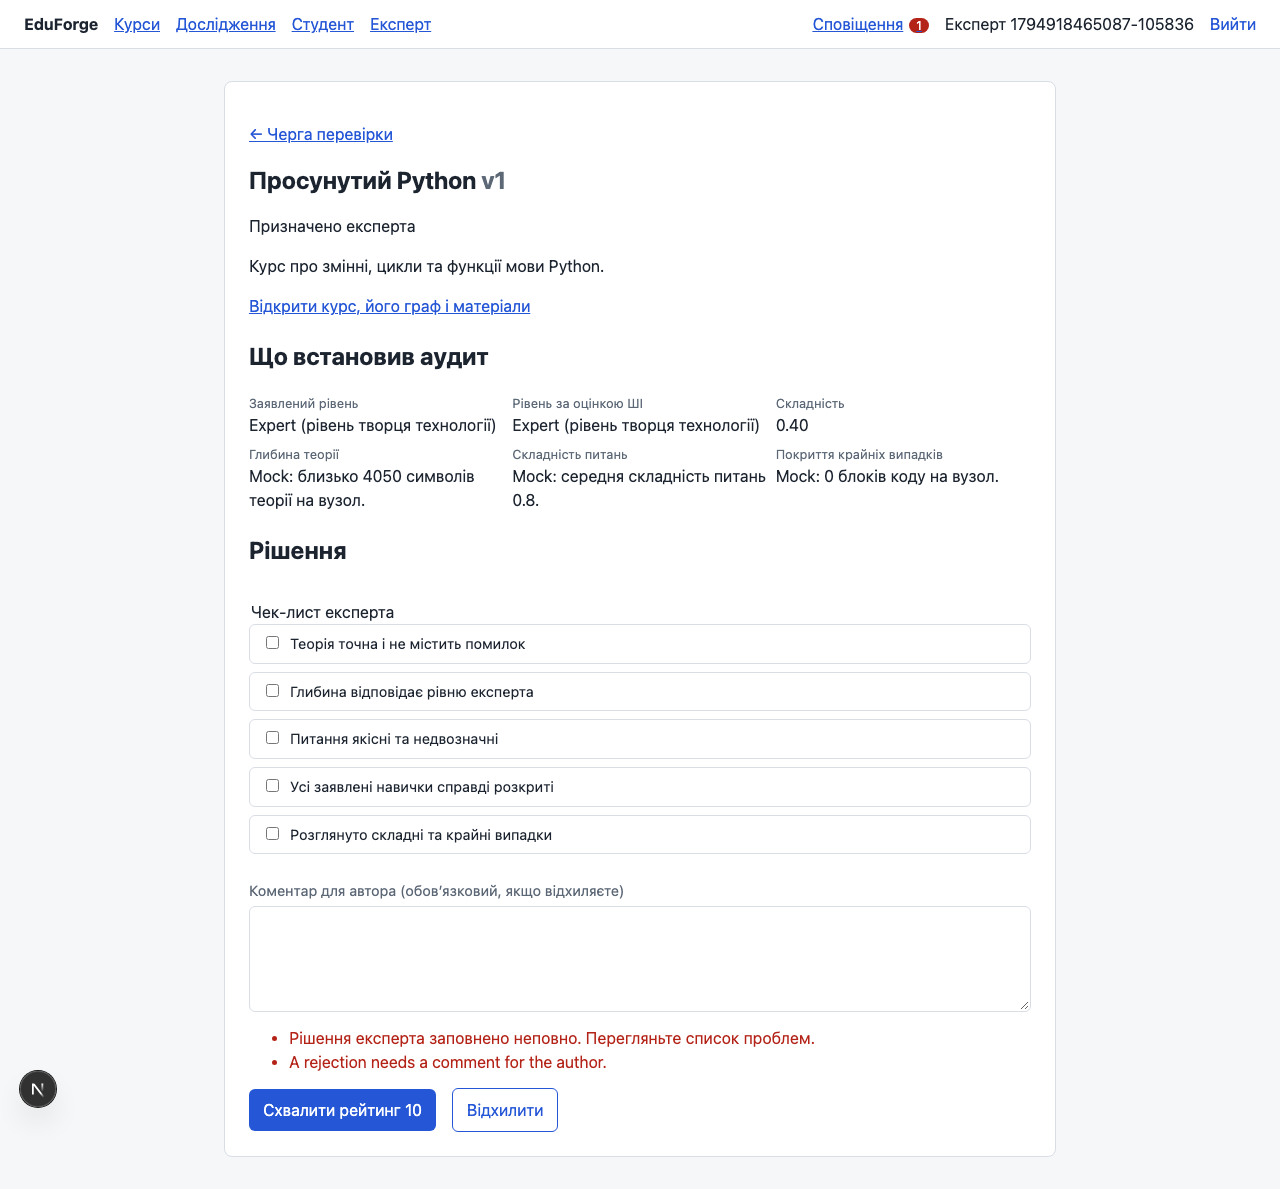 EduForge Курси Дослідження Студент Експерт Сповіщення 1 Експерт 1794918465087-105836 Вийти
← Черга перевірки
Просунутий Python v1
Призначено експерта
Курс про змінні, цикли та функції мови Python.
Відкрити курс, його граф і матеріали
Що встановив аудит
Заявлений рівень Рівень за оцінкою ШІ Складність
Expert (рівень творця технології) Expert (рівень творця технології) 0.40
Глибина теорії Складність питань Покриття крайніх випадків
Mock: близько 4050 символів Mock: середня складність питань Mock: 0 блоків коду на вузол.
теорії на вузол. 0.8.
Рішення
Чек-лист експерта
Теорія точна і не містить помилок
Глибина відповідає рівню експерта
Питання якісні та недвозначні
Усі заявлені навички справді розкриті
Розглянуто складні та крайні випадки
Коментар для автора (обов’язковий, якщо відхиляєте)
• Рішення експерта заповнено неповно. Перегляньте список проблем.
• A rejection needs a comment for the author.
N
Схвалити рейтинг 10 Відхилити